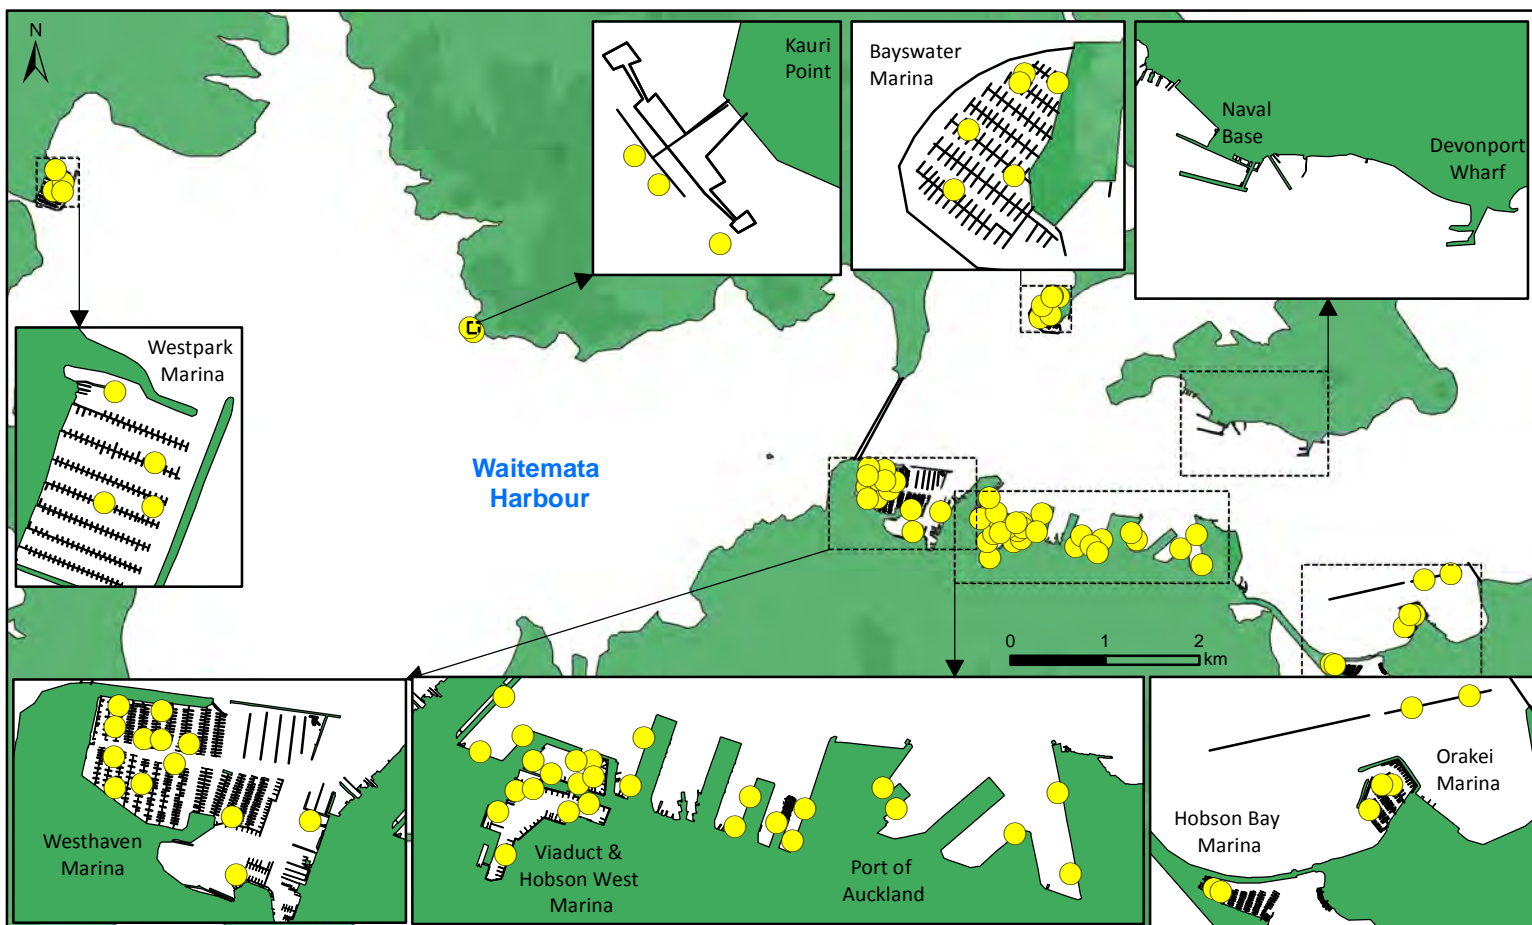 N
Kauri
Point
Bayswater
Marina
Naval
Base
Devonport
Wharf
Westpark
Marina
Waitemata
Harbour
0 1 2
km
Westhaven
Marina
Viaduct &
Hobson West
Marina
Port of
Auckland
Orakei
Marina
Hobson Bay
Marina